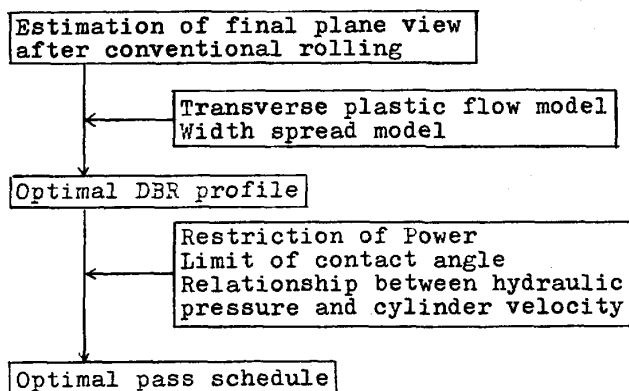 Estimation of final plane view
after conventional rolling
Transverse plastic flow model
Width spread model
Optimal DBR profile
Restriction of Power
Limit of contact angle
Relationship between hydraulic
pressure and cylinder velocity
Optimal pass schedule